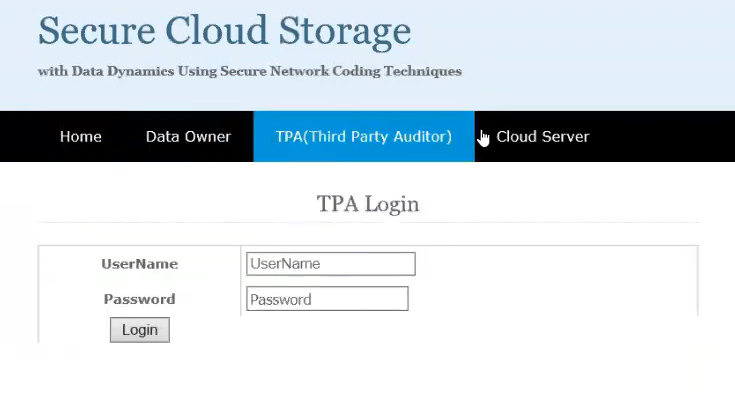 Secure Cloud Storage
with Data Dynamics Using Secure Network Coding Techniques
Home Data Owner TPA(Third Party Auditor) Cloud Server
TPA Login
UserName UserName
Password Password
Login